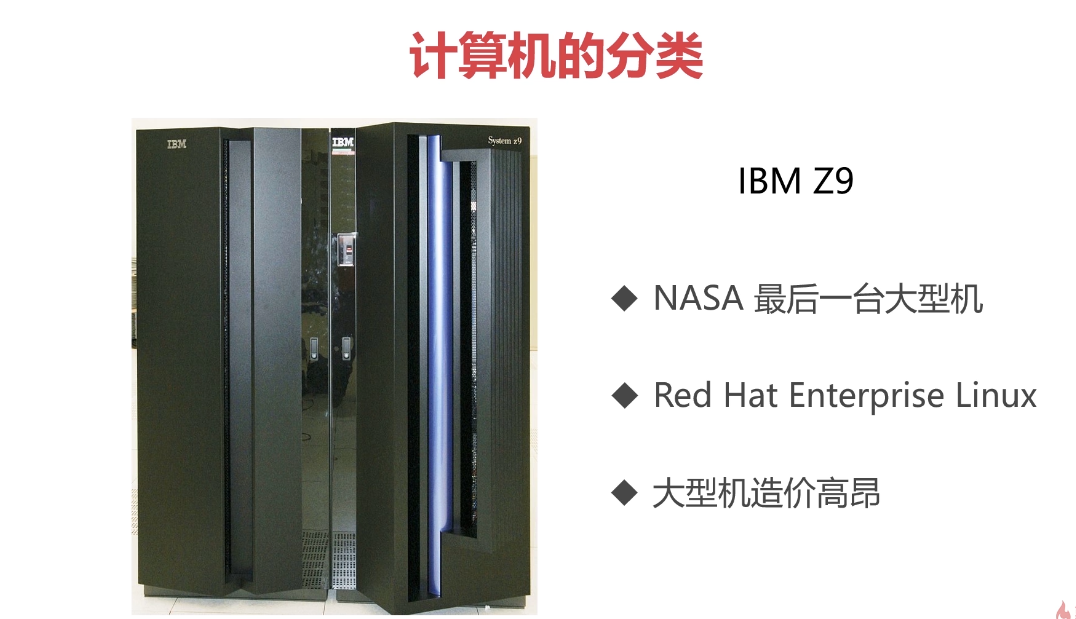 计算机的分类
IBM
IBM
System z9
IBM Z9
NASA 最后一台大型机
Red Hat Enterprise Linux
大型机造价高昂